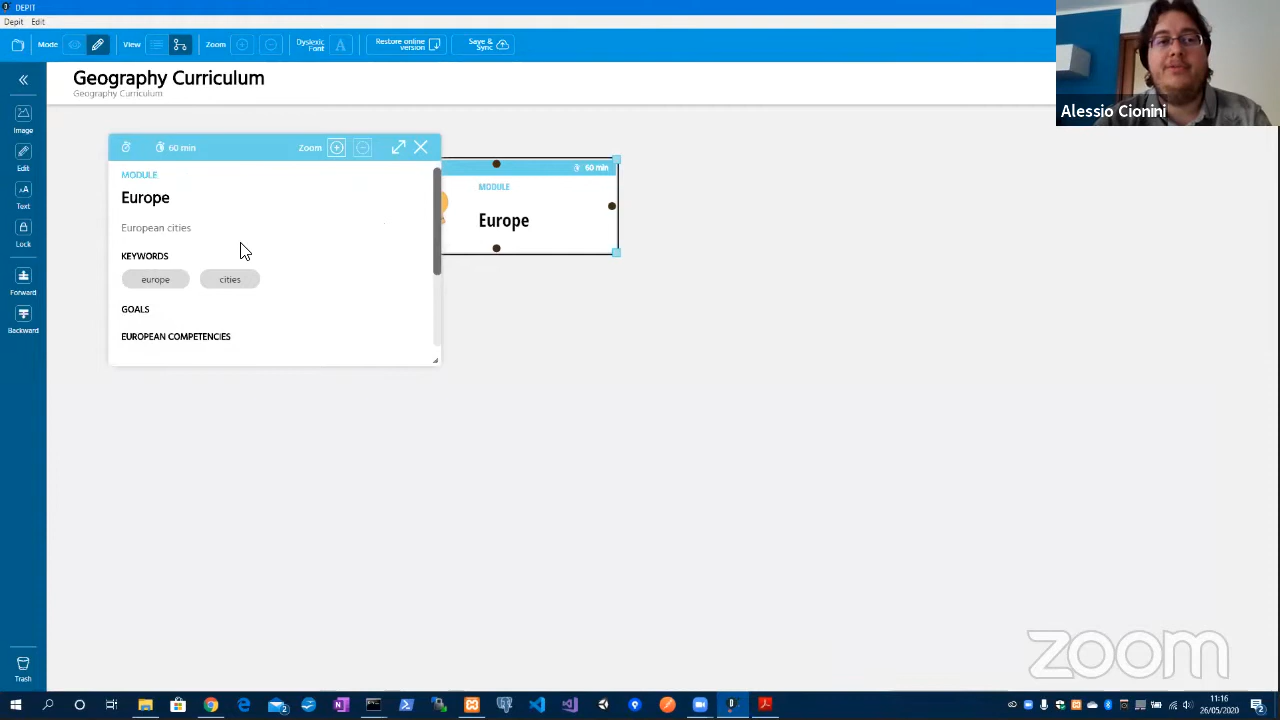 DEPIT
Depit Edit
Mode
View
Zoom
Dyslexic
Font
A
Restore online
version
Save &
Sync
Geography Curriculum
Geography Curriculum
Image
Edit
AA
Text
Lock
Forward
Backward
Trash
60 min
Zoom
MODULE
Europe
European cities
KEYWORDS
europe
cities
GOALS
EUROPEAN COMPETENCIES
60 min
MODULE
Europe
Alessio Cionini
zoom
11:16
26/05/2020